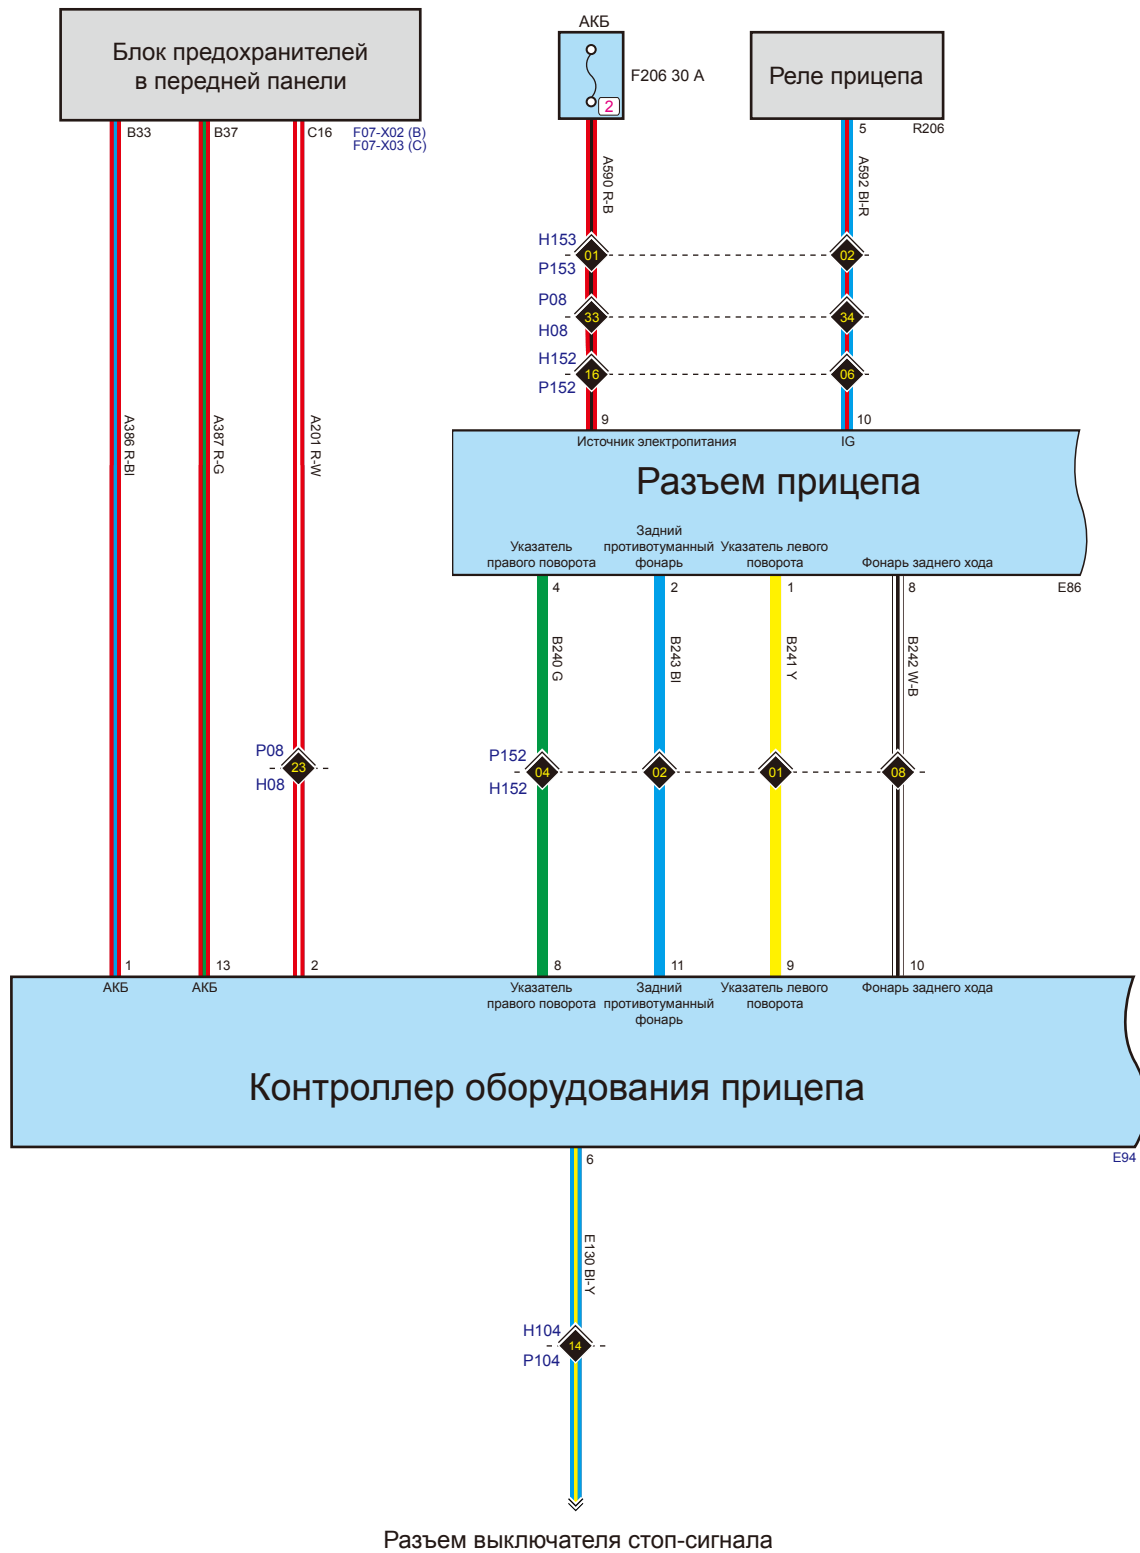 Блок предохранителей
в передней панели
АКБ
2
F206 30 A
Реле прицепа
B33
B37
C16
F07-X02 (B)
F07-X03 (C)
5
R206
A590 R-B
A592 Bl-R
H153
01
02
P153
P08
33
34
H08
H152
16
06
P152
9
10
Источник электропитания
IG
Разъем прицепа
A386 R-Bl
A387 R-G
A201 R-W
Указатель
правого поворота
Задний
противотуманный
фонарь
Указатель левого
поворота
Фонарь заднего хода
4
2
1
8
E86
B240 G
B243 Bl
B241 Y
B242 W-B
P08
23
H08
P152
04
02
01
08
H152
1
13
2
8
11
9
10
АКБ
АКБ
Указатель
правого поворота
Задний
противотуманный
фонарь
Указатель левого
поворота
Фонарь заднего хода
Контроллер оборудования прицепа
6
E94
E130 Bl-Y
H104
14
P104
Разъем выключателя стоп-сигнала